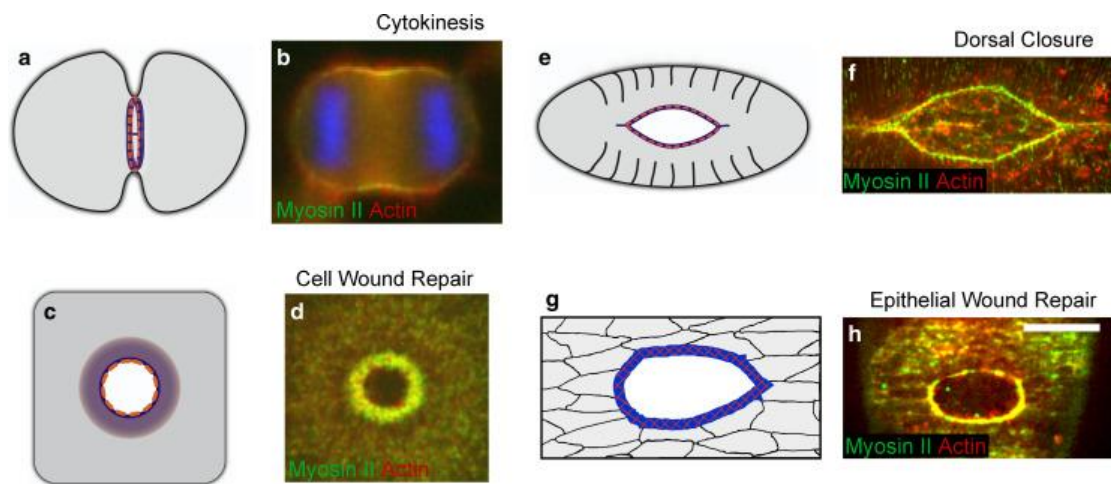 Cytokinesis
a
b
Myosin II Actin
Dorsal Closure
e
f
Myosin II Actin
Cell Wound Repair
c
d
Myosin II Actin
Epithelial Wound Repair
g
h
Myosin II Actin